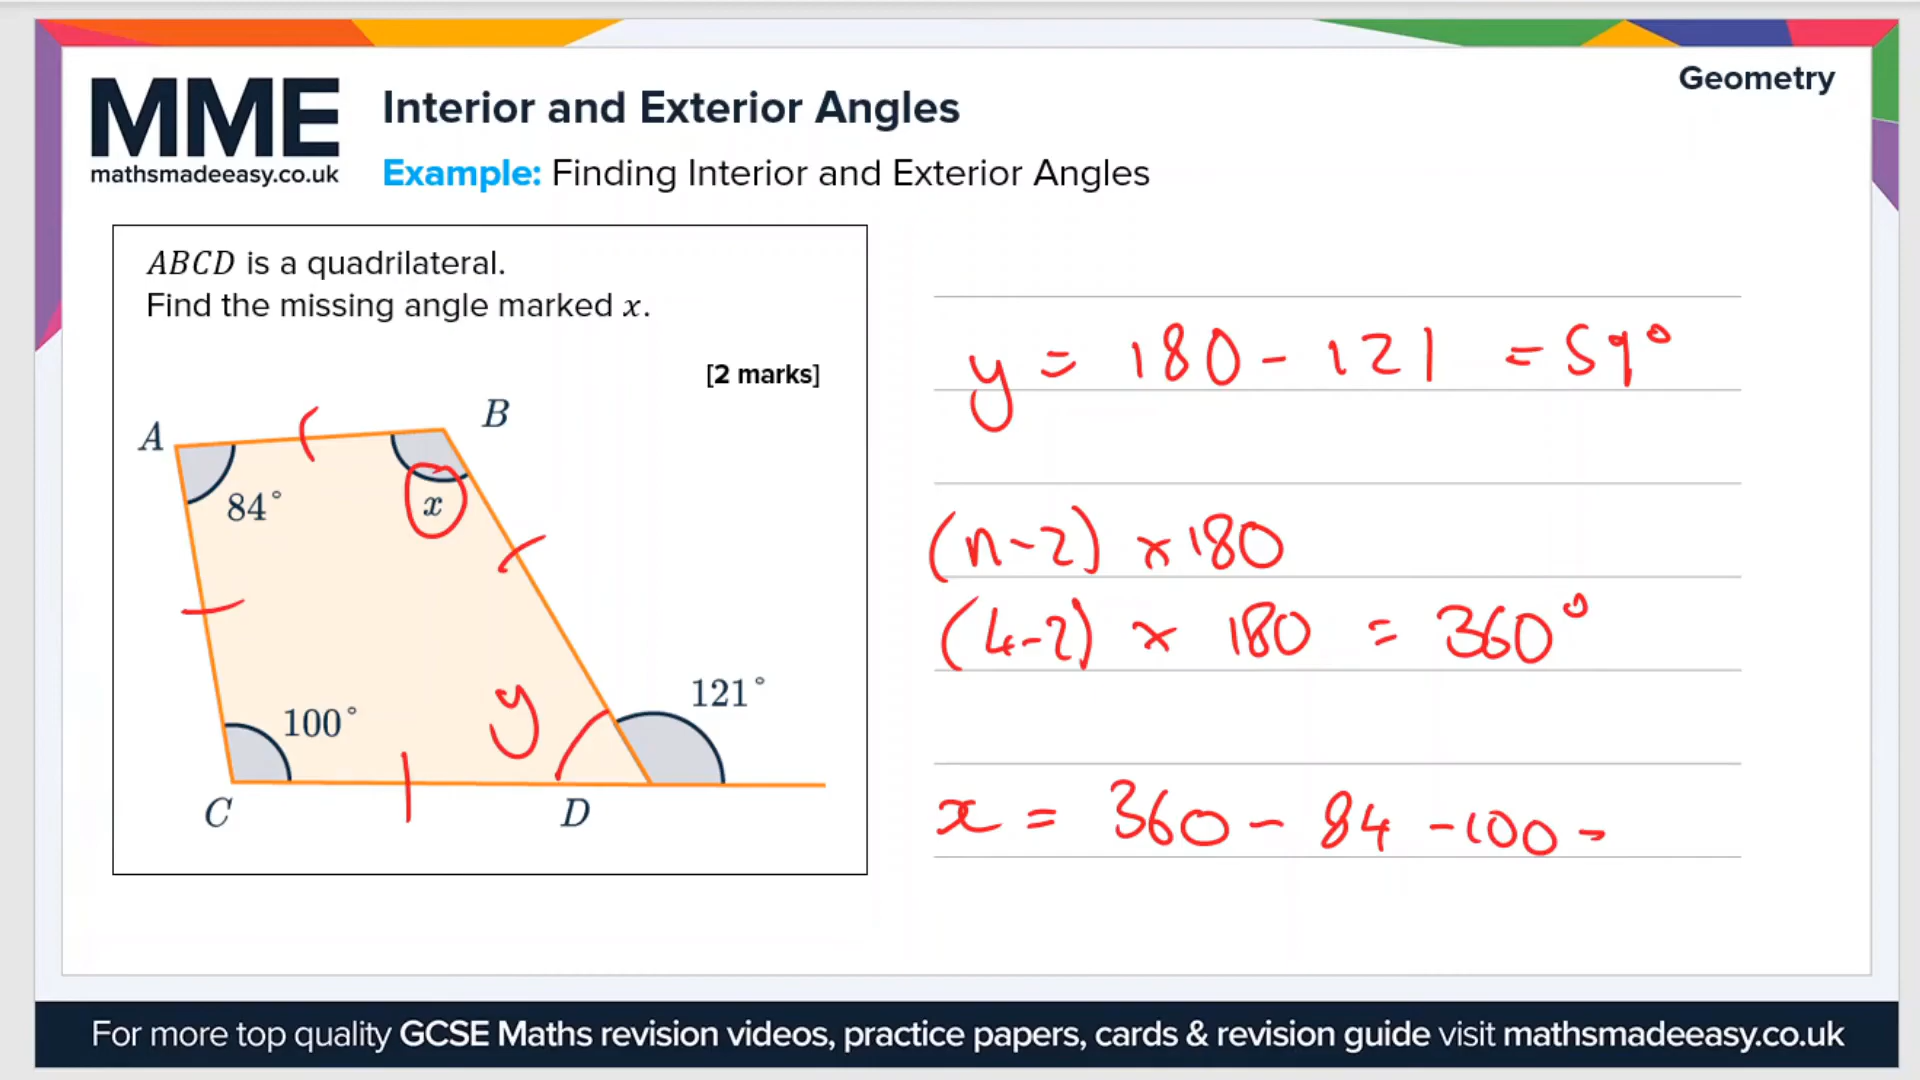 MME
mathsmadeeasy.co.uk
Interior and Exterior Angles
Example: Finding Interior and Exterior Angles
Geometry
ABCD is a quadrilateral.
Find the missing angle marked x.
[2 marks]
A
B
84°
x
100°
y
121°
C
D
y = 180 - 121 = 59°
(n-2) × 180
(4-2) × 180 = 360°
x = 360 - 84 - 100 -
For more top quality GCSE Maths revision videos, practice papers, cards & revision guide visit mathsmadeeasy.co.uk